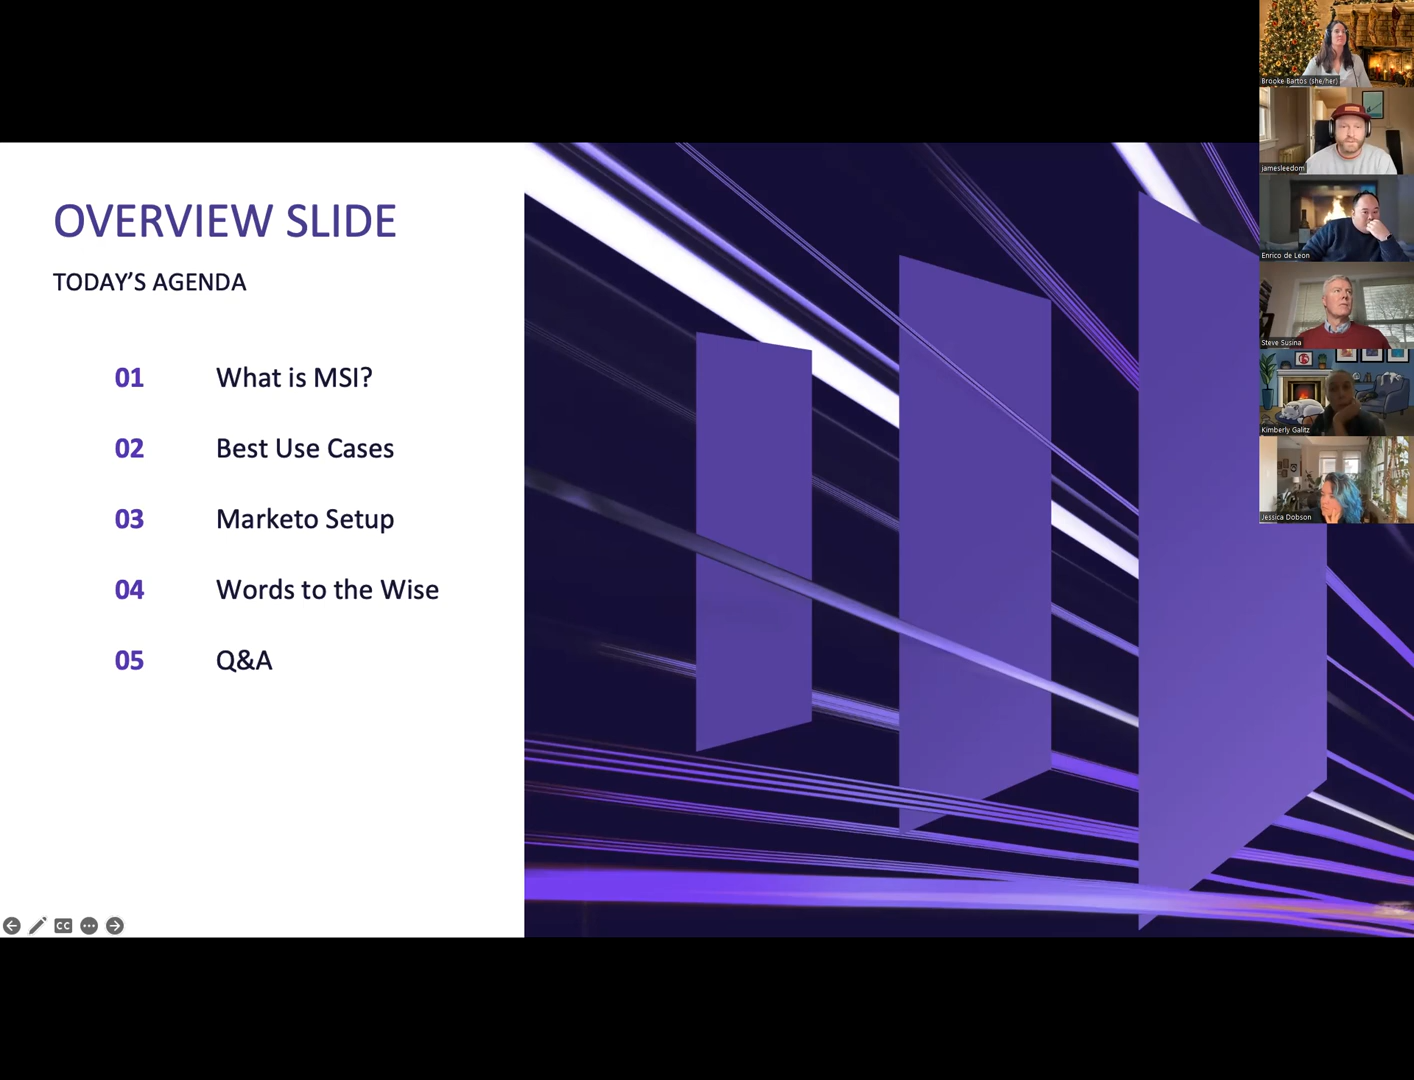 OVERVIEW SLIDE
TODAY’S AGENDA
01 What is MSI?
02 Best Use Cases
03 Marketo Setup
04 Words to the Wise
05 Q&A
CC
Brooke Bartos (she/her)
jamesleedom
Enrico de Leon
Steve Susina
Kimberly Galitz
Jessica Dobson